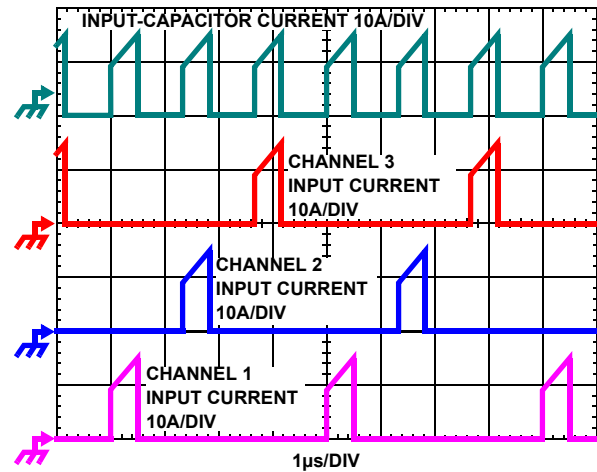 INPUT-CAPACITOR CURRENT 10A/DIV
CHANNEL 3
INPUT CURRENT
10A/DIV
CHANNEL 2
INPUT CURRENT
10A/DIV
CHANNEL 1
INPUT CURRENT
10A/DIV
1µs/DIV